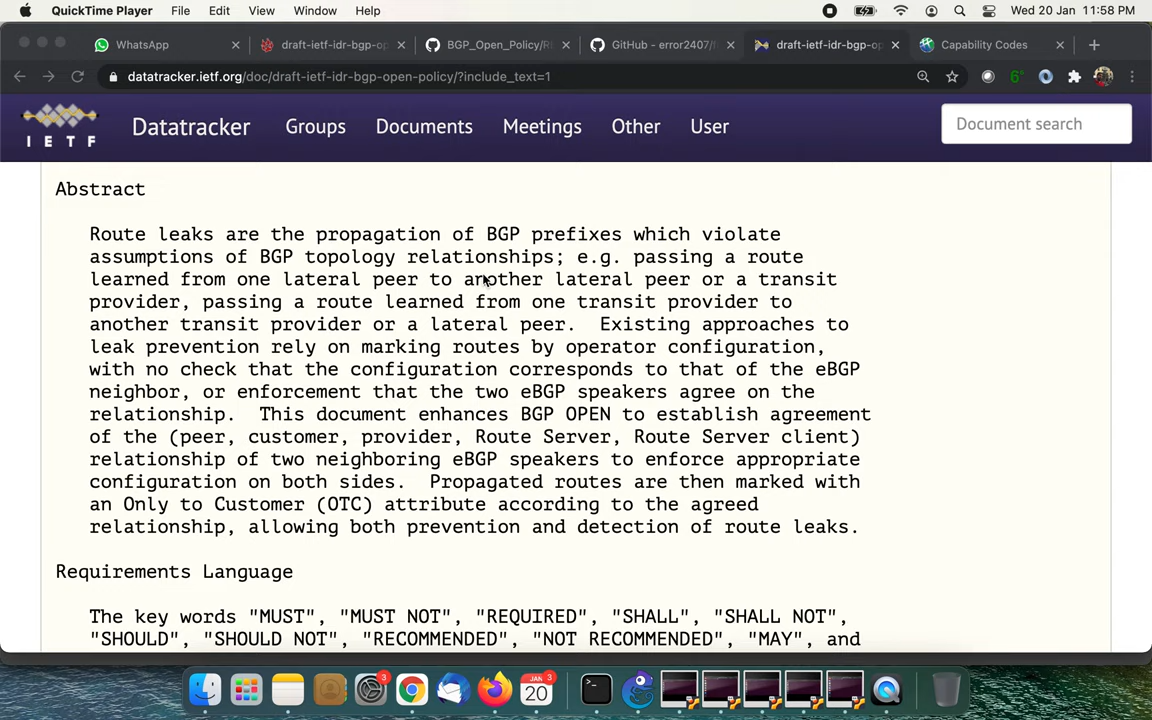 QuickTime Player File Edit View Window Help Wed 20 Jan 11:58 PM
WhatsApp draft-ietf-idr-bgp-op BGP_Open_Policy/R GitHub - error2407/ draft-ietf-idr-bgp-op Capability Codes
datatracker.ietf.org/doc/draft-ietf-idr-bgp-open-policy/?include_text=1 6°
I E T F Datatracker Groups Documents Meetings Other User Document search
Abstract
Route leaks are the propagation of BGP prefixes which violate
assumptions of BGP topology relationships; e.g. passing a route
learned from one lateral peer to another lateral peer or a transit
provider, passing a route learned from one transit provider to
another transit provider or a lateral peer.  Existing approaches to
leak prevention rely on marking routes by operator configuration,
with no check that the configuration corresponds to that of the eBGP
neighbor, or enforcement that the two eBGP speakers agree on the
relationship.  This document enhances BGP OPEN to establish agreement
of the (peer, customer, provider, Route Server, Route Server client)
relationship of two neighboring eBGP speakers to enforce appropriate
configuration on both sides.  Propagated routes are then marked with
an Only to Customer (OTC) attribute according to the agreed
relationship, allowing both prevention and detection of route leaks.
Requirements Language
The key words "MUST", "MUST NOT", "REQUIRED", "SHALL", "SHALL NOT",
"SHOULD", "SHOULD NOT", "RECOMMENDED", "NOT RECOMMENDED", "MAY", and
3 JAN 3
20